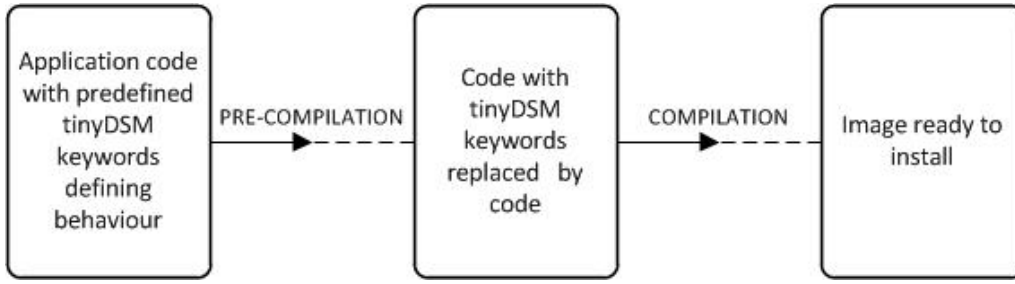 Application code
with predefined
tinyDSM
keywords
defining
behaviour
PRE-COMPILATION
Code with
tinyDSM
keywords
replaced by
code
COMPILATION
Image ready to
install